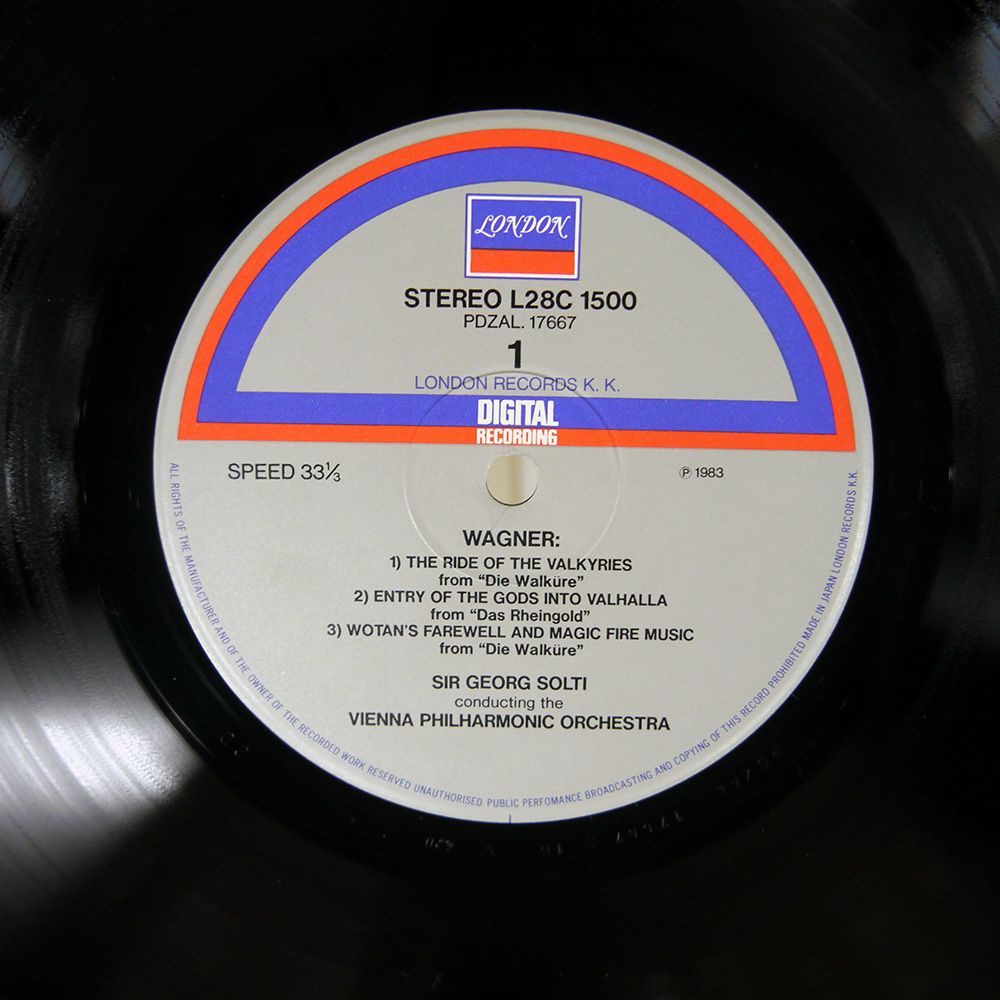 LONDON
STEREO L28C 1500
PDZAL. 17667
1
LONDON RECORDS K. K.
DIGITAL
RECORDING
SPEED 33⅓
℗ 1983
WAGNER:
1) THE RIDE OF THE VALKYRIES
from “Die Walküre”
2) ENTRY OF THE GODS INTO VALHALLA
from “Das Rheingold”
3) WOTAN’S FAREWELL AND MAGIC FIRE MUSIC
from “Die Walküre”
SIR GEORG SOLTI
conducting the
VIENNA PHILHARMONIC ORCHESTRA
ALL RIGHTS OF THE MANUFACTURER AND OF THE OWNER OF THE RECORDED WORK RESERVED UNAUTHORISED PUBLIC PERFOMANCE BROADCASTING AND COPYING OF THIS RECORD PROHIBITED MADE IN JAPAN LONDON RECORDS K.K.